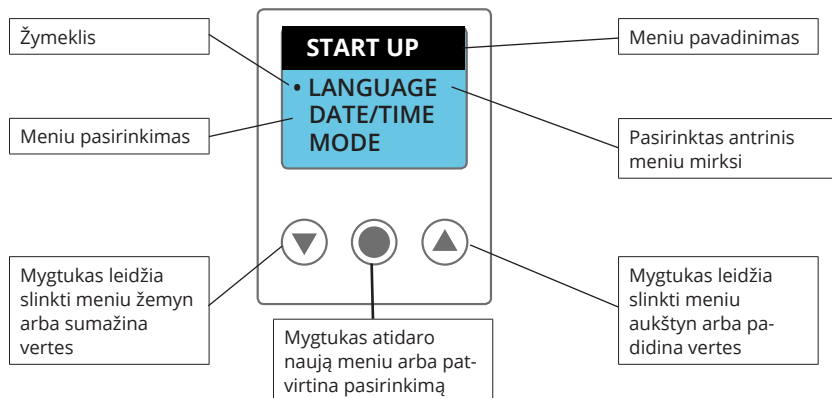 Žymeklis
START UP
Meniu pavadinimas
• LANGUAGE
DATE/TIME
MODE
Meniu pasirinkimas
Pasirinktas antrinis
meniu mirksi
Mygtukas leidžia
slinkti meniu žemyn
arba sumažina
vertes
Mygtukas atidaro
naują meniu arba pat-
virtina pasirinkimą
Mygtukas leidžia
slinkti meniu
aukštyn arba pa-
didina vertes